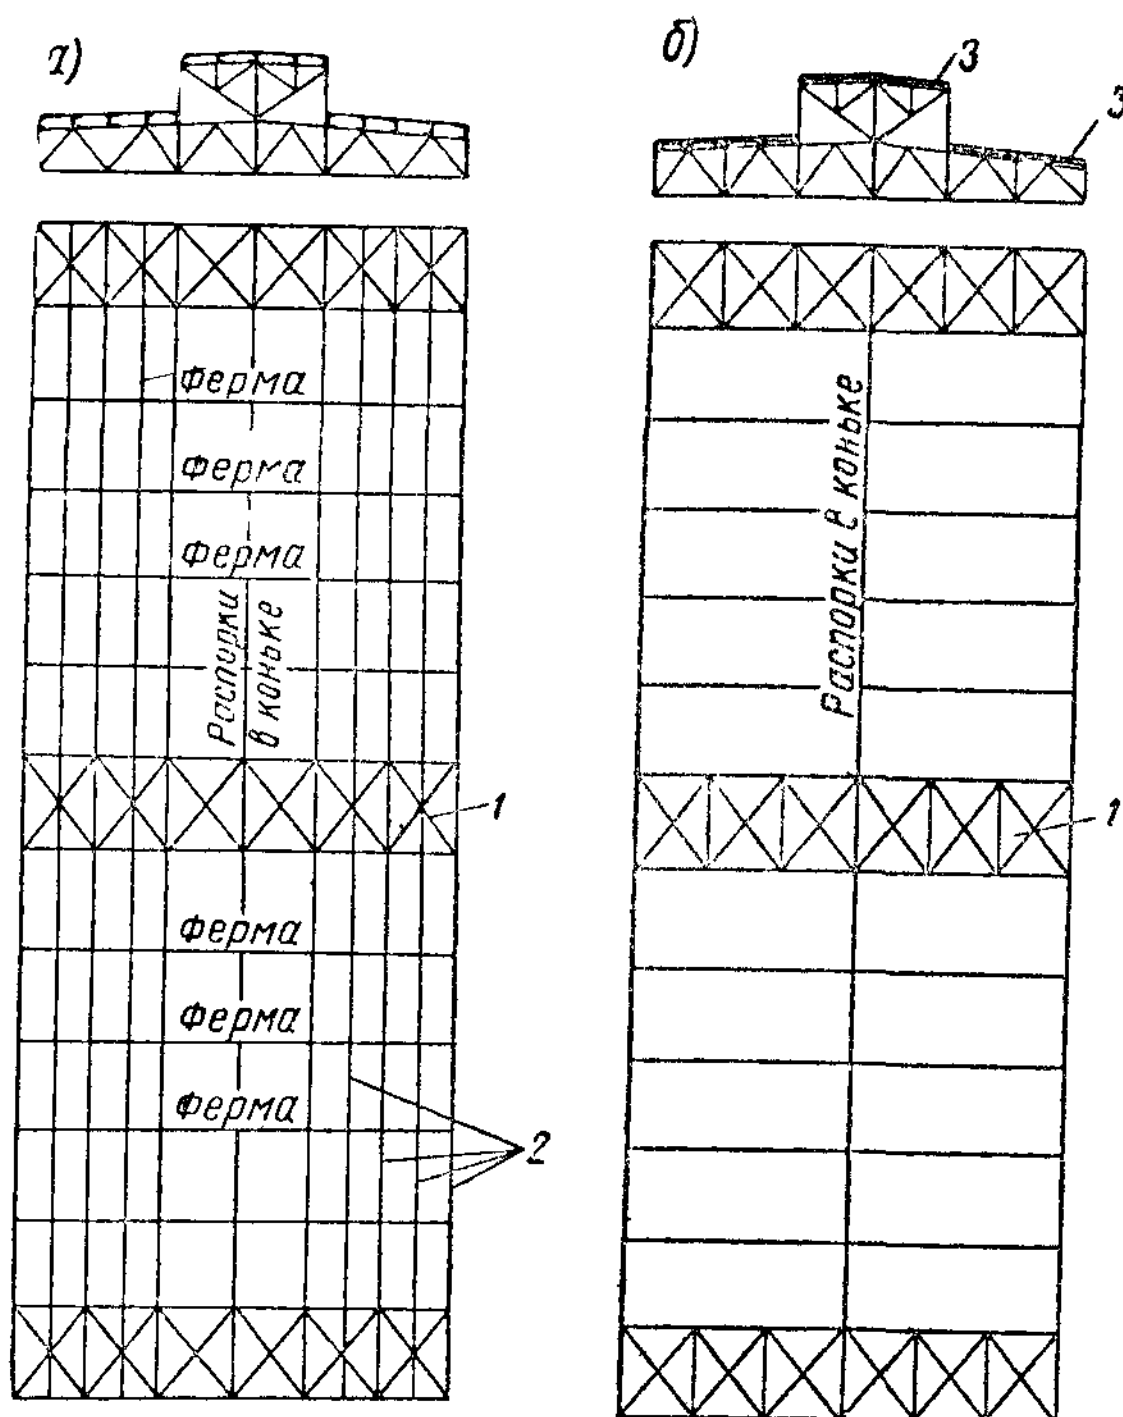 а)
Ферма
Ферма
Ферма
Распорки
в коньке
1
Ферма
Ферма
Ферма
2
б)
3
3
Распорки в коньке
1